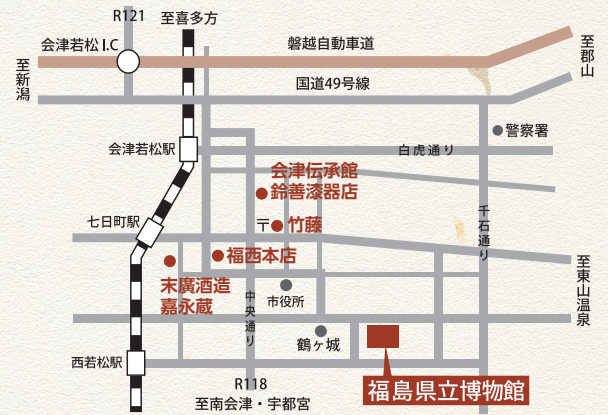 R121
至喜多方
会津若松 I.C
磐越自動車道
至新潟
至郡山
国道49号線
警察署
会津若松駅
白虎通り
会津伝承館
鈴善漆器店
千石通り
七日町駅
〒
竹藤
福西本店
至東山温泉
末廣酒造
嘉永蔵
中央通り
市役所
鶴ヶ城
西若松駅
R118
至南会津・宇都宮
福島県立博物館